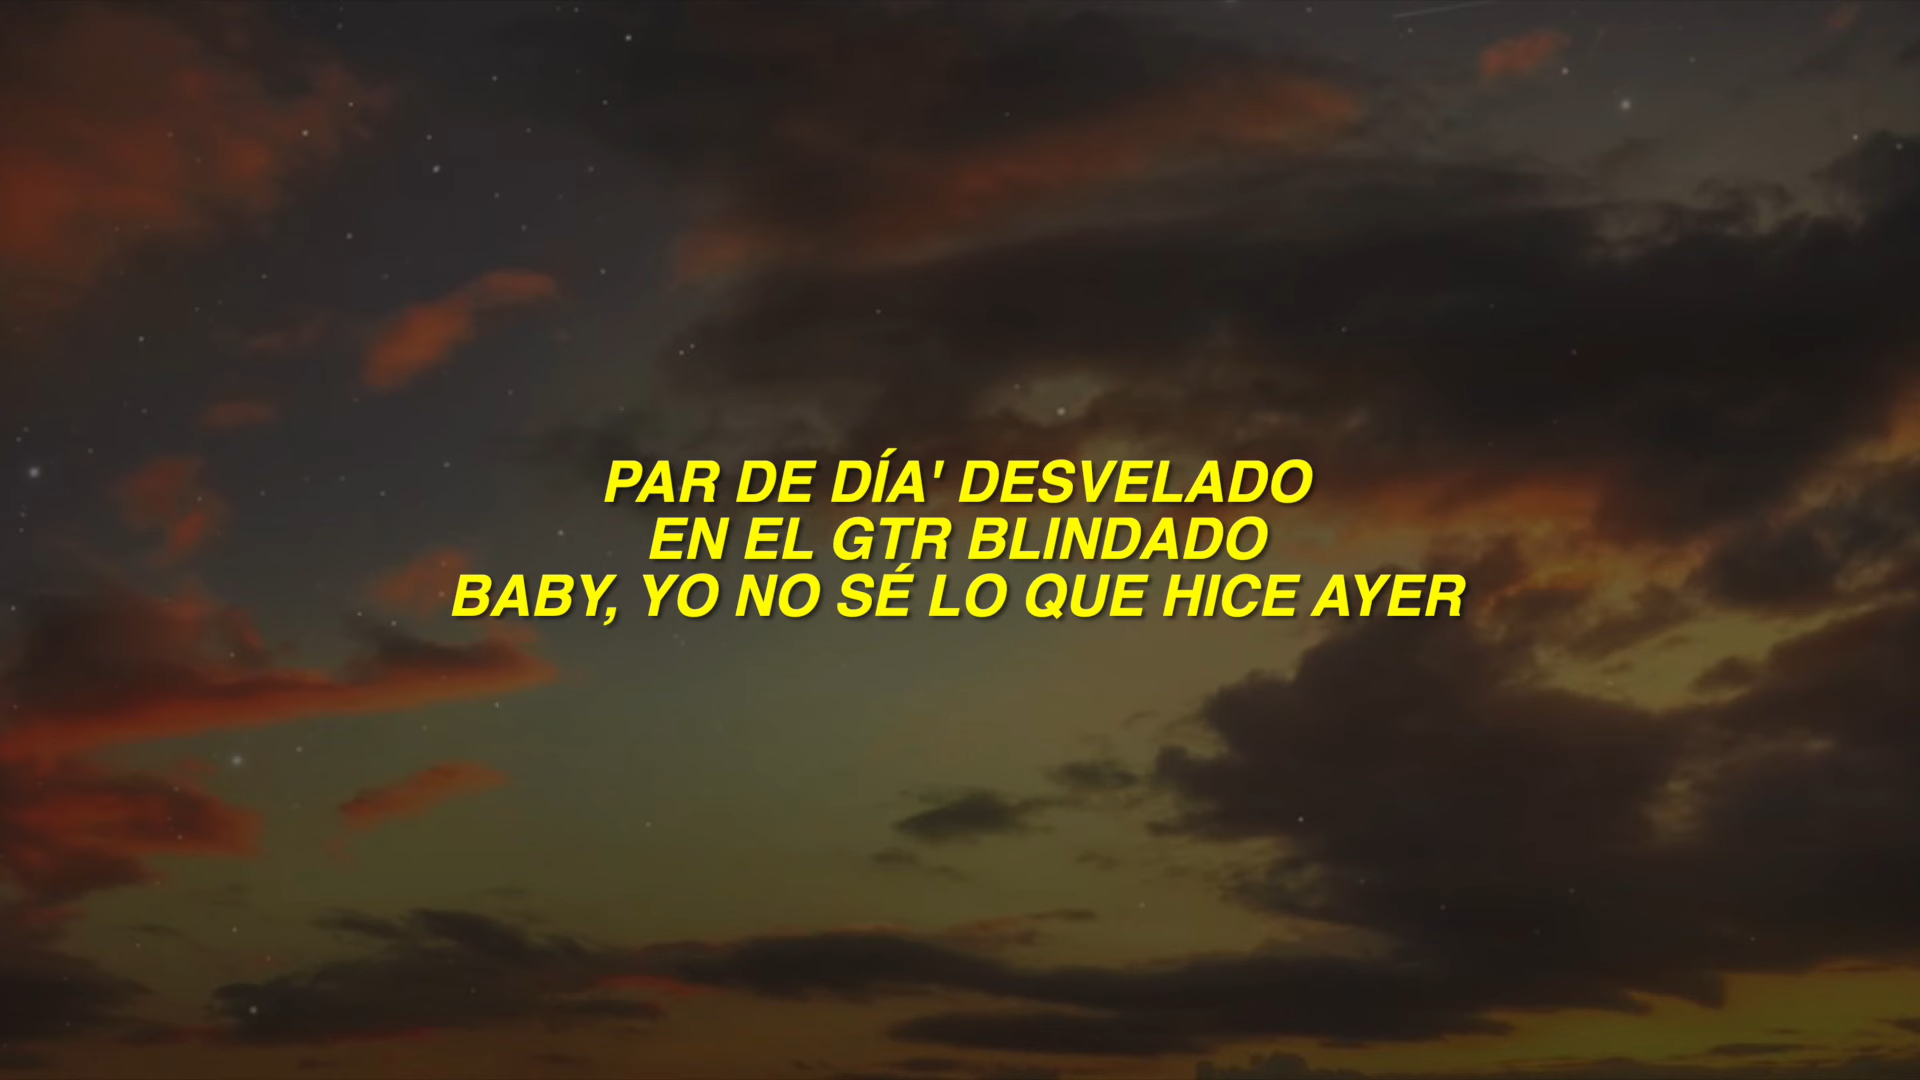 PAR DE DÍA' DESVELADO
EN EL GTR BLINDADO
BABY, YO NO SÉ LO QUE HICE AYER